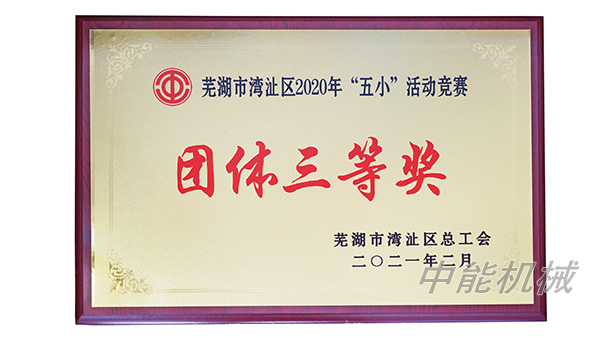 芜湖市湾沚区2020年“五小”活动竞赛
团体三等奖
芜湖市湾沚区总工会
二〇二一年二月
中能机械